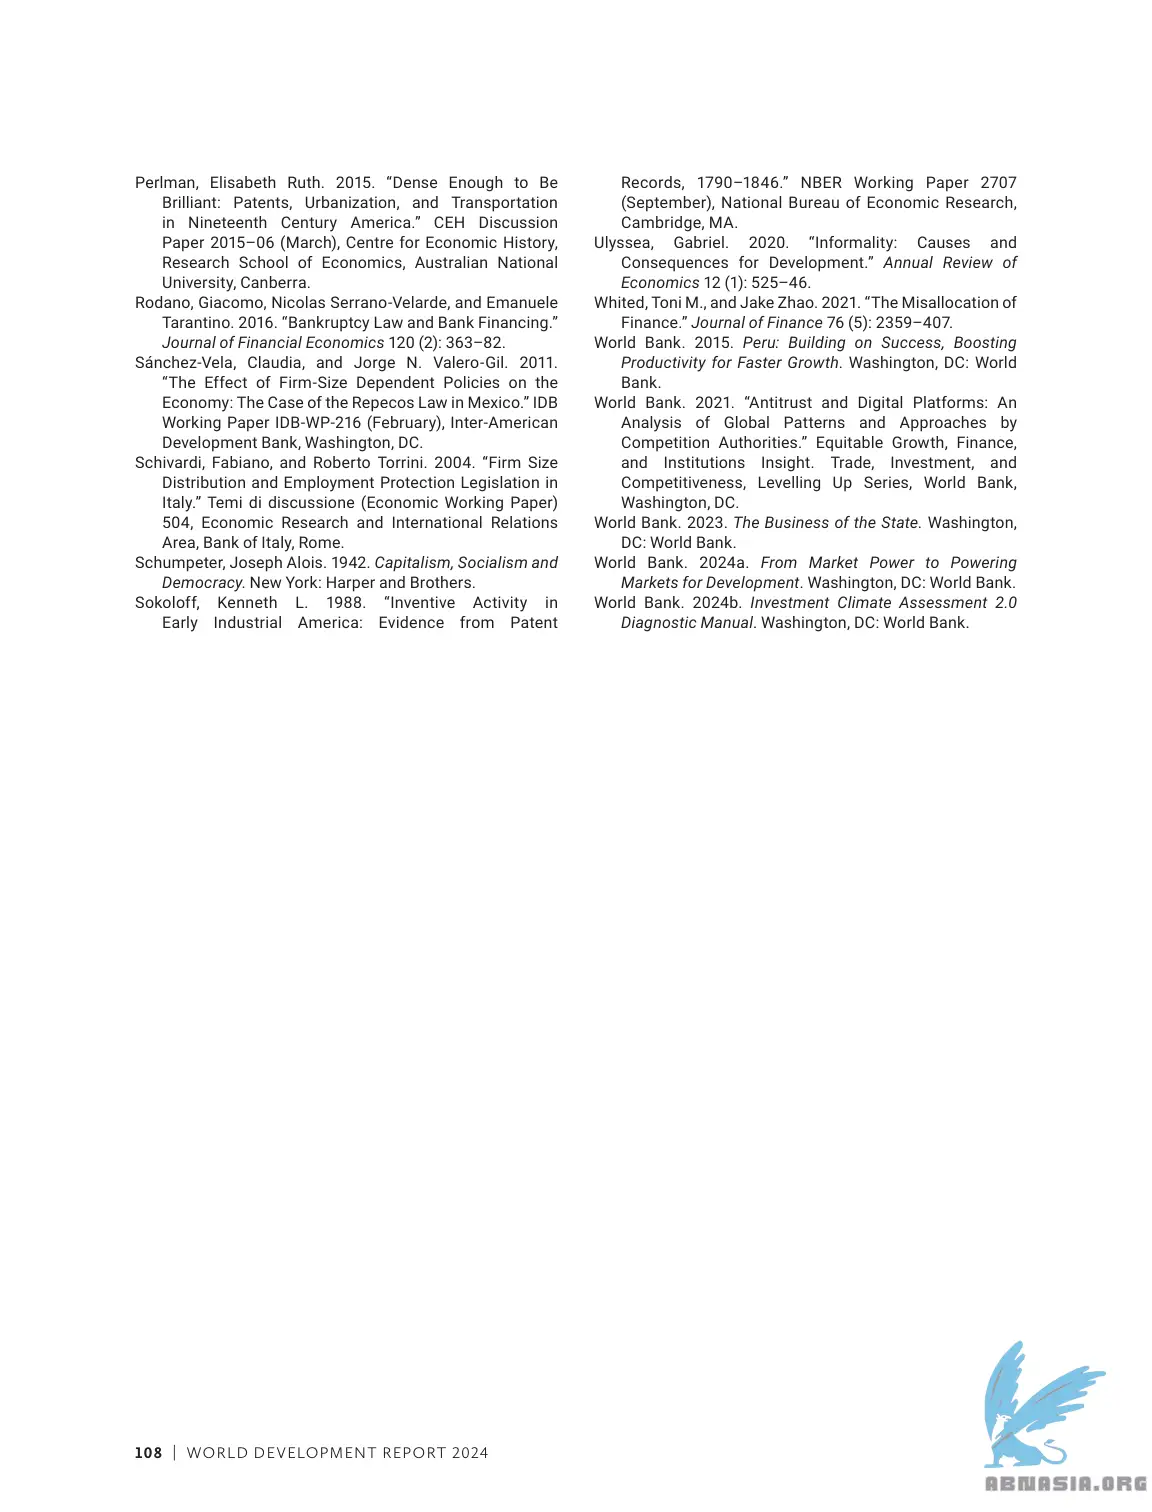 Perlman, Elisabeth Ruth. 2015. “Dense Enough to Be
Brilliant: Patents, Urbanization, and Transportation
in Nineteenth Century America.” CEH Discussion
Paper 2015–06 (March), Centre for Economic History,
Research School of Economics, Australian National
University, Canberra.
Rodano, Giacomo, Nicolas Serrano-Velarde, and Emanuele
Tarantino. 2016. “Bankruptcy Law and Bank Financing.”
Journal of Financial Economics 120 (2): 363–82.
Sánchez-Vela, Claudia, and Jorge N. Valero-Gil. 2011.
“The Effect of Firm-Size Dependent Policies on the
Economy: The Case of the Repecos Law in Mexico.” IDB
Working Paper IDB-WP-216 (February), Inter-American
Development Bank, Washington, DC.
Schivardi, Fabiano, and Roberto Torrini. 2004. “Firm Size
Distribution and Employment Protection Legislation in
Italy.” Temi di discussione (Economic Working Paper)
504, Economic Research and International Relations
Area, Bank of Italy, Rome.
Schumpeter, Joseph Alois. 1942. Capitalism, Socialism and
Democracy. New York: Harper and Brothers.
Sokoloff, Kenneth L. 1988. “Inventive Activity in
Early Industrial America: Evidence from Patent
Records, 1790–1846.” NBER Working Paper 2707
(September), National Bureau of Economic Research,
Cambridge, MA.
Ulyssea, Gabriel. 2020. “Informality: Causes and
Consequences for Development.” Annual Review of
Economics 12 (1): 525–46.
Whited, Toni M., and Jake Zhao. 2021. “The Misallocation of
Finance.” Journal of Finance 76 (5): 2359–407.
World Bank. 2015. Peru: Building on Success, Boosting
Productivity for Faster Growth. Washington, DC: World
Bank.
World Bank. 2021. “Antitrust and Digital Platforms: An
Analysis of Global Patterns and Approaches by
Competition Authorities.” Equitable Growth, Finance,
and Institutions Insight. Trade, Investment, and
Competitiveness, Levelling Up Series, World Bank,
Washington, DC.
World Bank. 2023. The Business of the State. Washington,
DC: World Bank.
World Bank. 2024a. From Market Power to Powering
Markets for Development. Washington, DC: World Bank.
World Bank. 2024b. Investment Climate Assessment 2.0
Diagnostic Manual. Washington, DC: World Bank.
108 | WORLD DEVELOPMENT REPORT 2024
ABNASIA.ORG